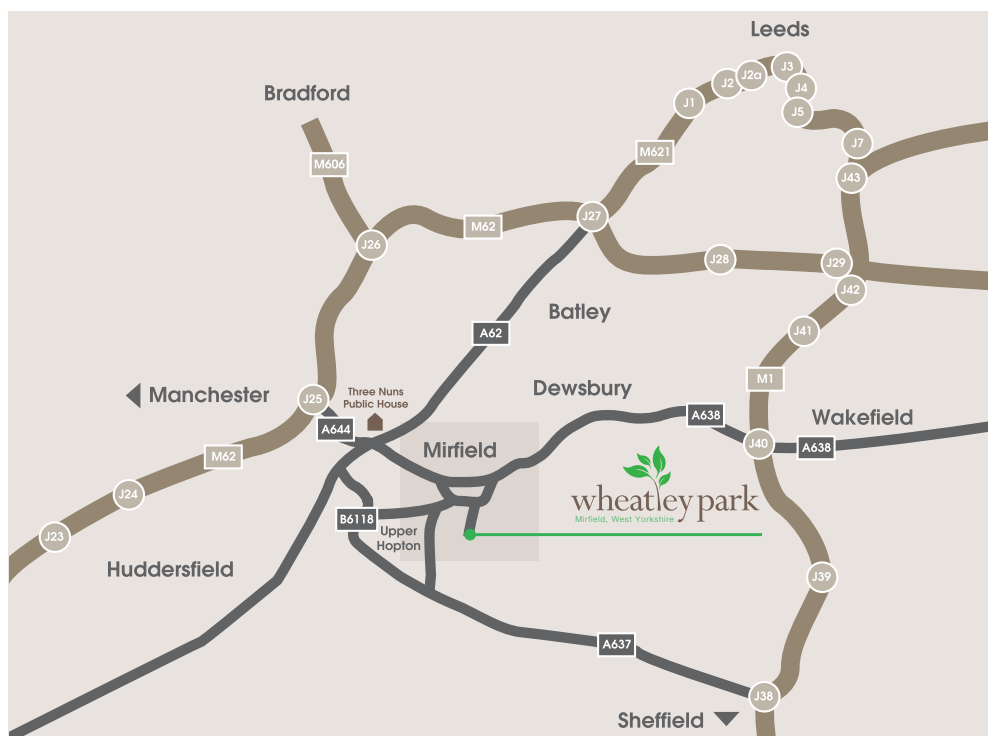 Leeds
J3
J2a
J2
J4
Bradford
J1
J5
J7
M621
M606
J43
J27
M62
J26
J28
J29
J42
Batley
J41
A62
M1
Dewsbury
Manchester
Three Nuns
Public House
J25
A638
Wakefield
A644
J40
A638
Mirfield
M62
wheatley park
Mirfield, West Yorkshire
J24
B6118
Upper
Hopton
J23
Huddersfield
J39
A637
J38
Sheffield